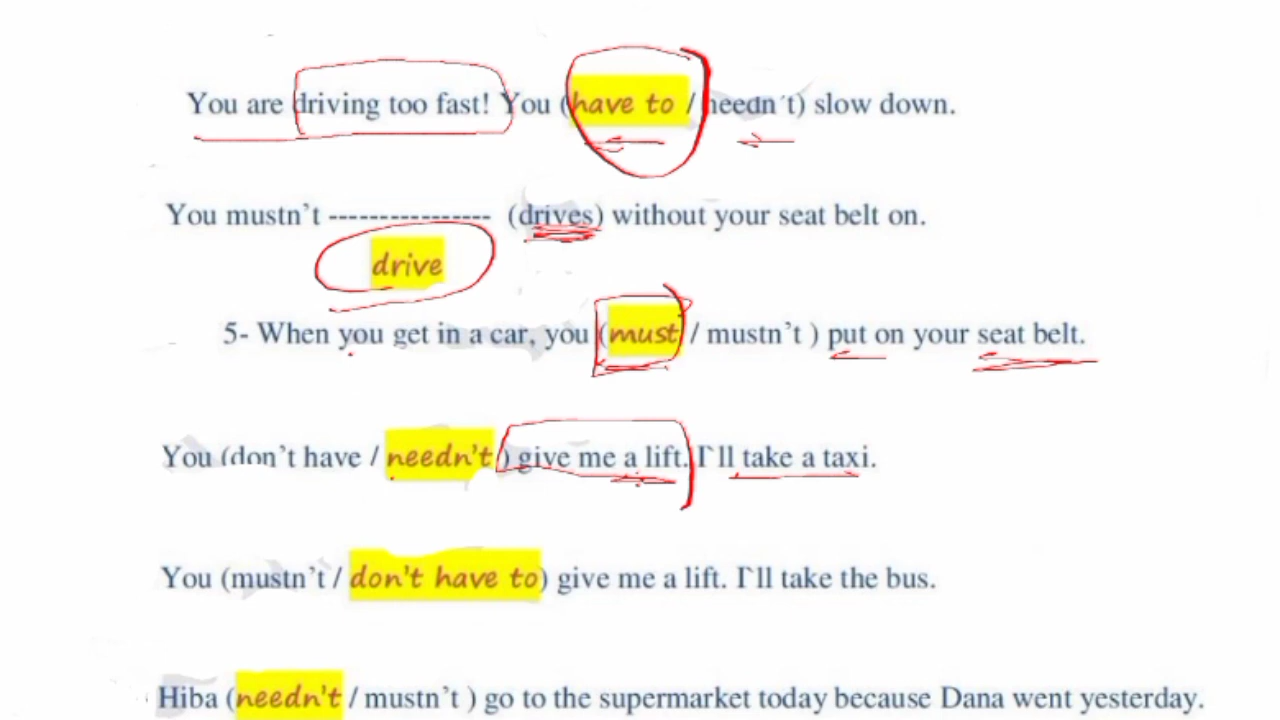 You are driving too fast! You (have to / needn't) slow down.
You mustn't ---------------- (drives) without your seat belt on.
drive
5- When you get in a car, you (must / mustn't ) put on your seat belt.
You (don't have / needn't) give me a lift. I'll take a taxi.
You (mustn't / don't have to) give me a lift. I'll take the bus.
Hiba (needn't / mustn't ) go to the supermarket today because Dana went yesterday.